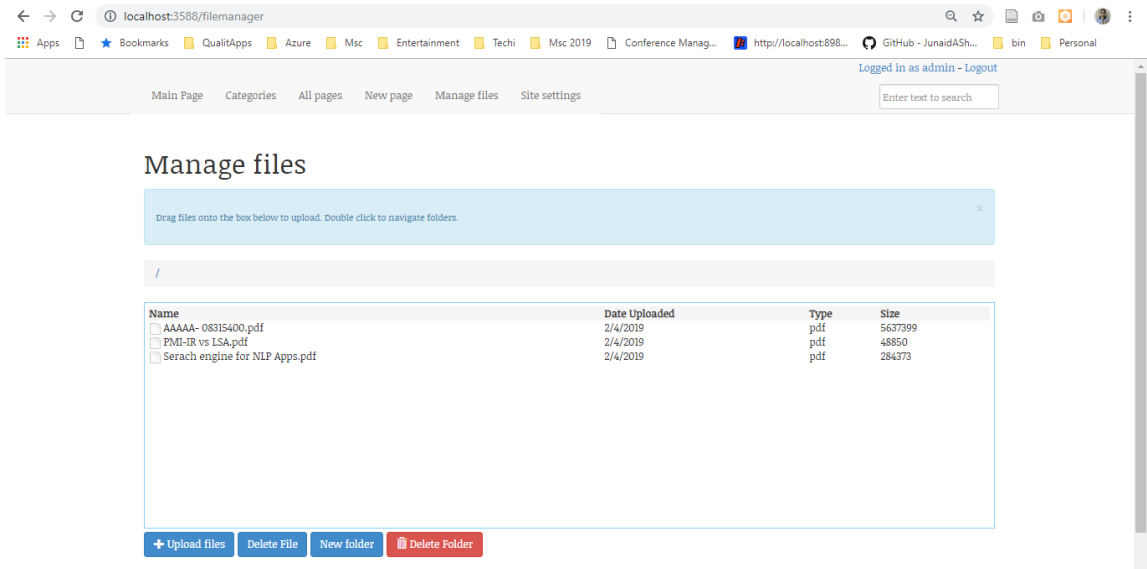 localhost:3588/filemanager
Apps Bookmarks QualitApps Azure Msc Entertainment Techi Msc 2019 Conference Manag... http://localhost:898... GitHub - JunaidASh... bin Personal
Logged in as admin - Logout
Main Page Categories All pages New page Manage files Site settings Enter text to search
Manage files
Drag files onto the box below to upload. Double click to navigate folders. ×
/
Name Date Uploaded Type Size
AAAAA- 08315400.pdf 2/4/2019 pdf 5637399
PMI-IR vs LSA.pdf 2/4/2019 pdf 48850
Serach engine for NLP Apps.pdf 2/4/2019 pdf 284373
Upload files Delete File New folder Delete Folder